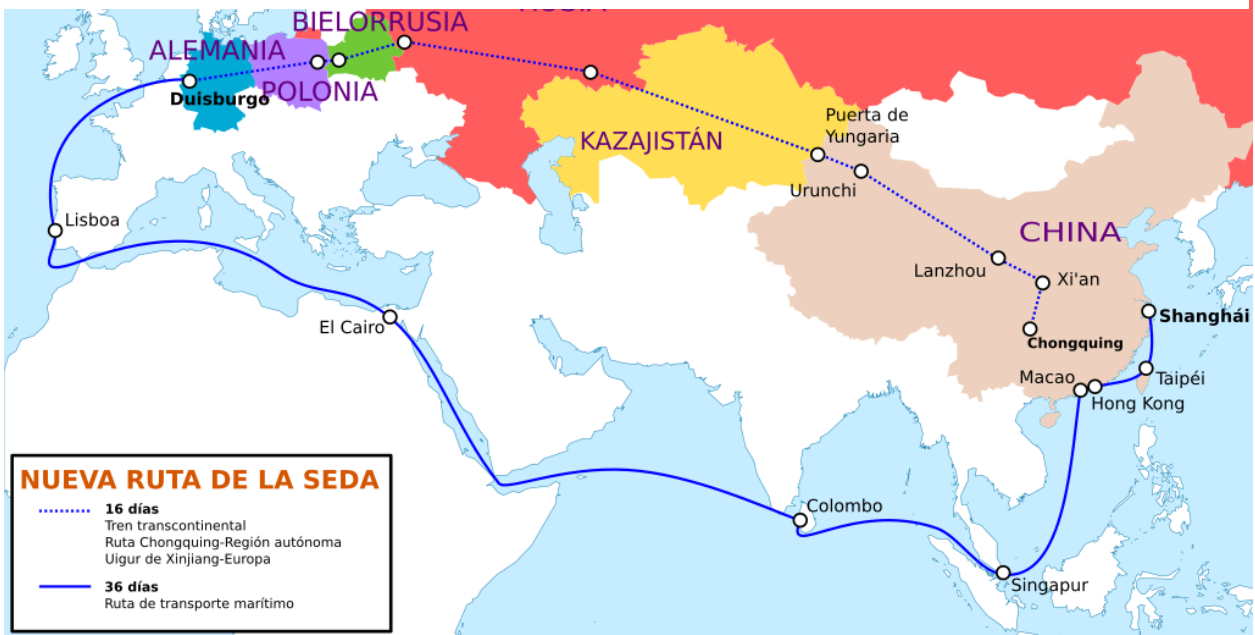 RUSIA
BIELORRUSIA
ALEMANIA
POLONIA
Duisburgo
Puerta de
Yungaria
KAZAJISTÁN
Urunchi
Lisboa
CHINA
Lanzhou
Xi'an
El Cairo
Shanghái
Chongquing
Macao
Taipéi
Hong Kong
Colombo
Singapur
NUEVA RUTA DE LA SEDA
16 días
Tren transcontinental
Ruta Chongquing-Región autónoma
Uigur de Xinjiang-Europa
36 días
Ruta de transporte marítimo